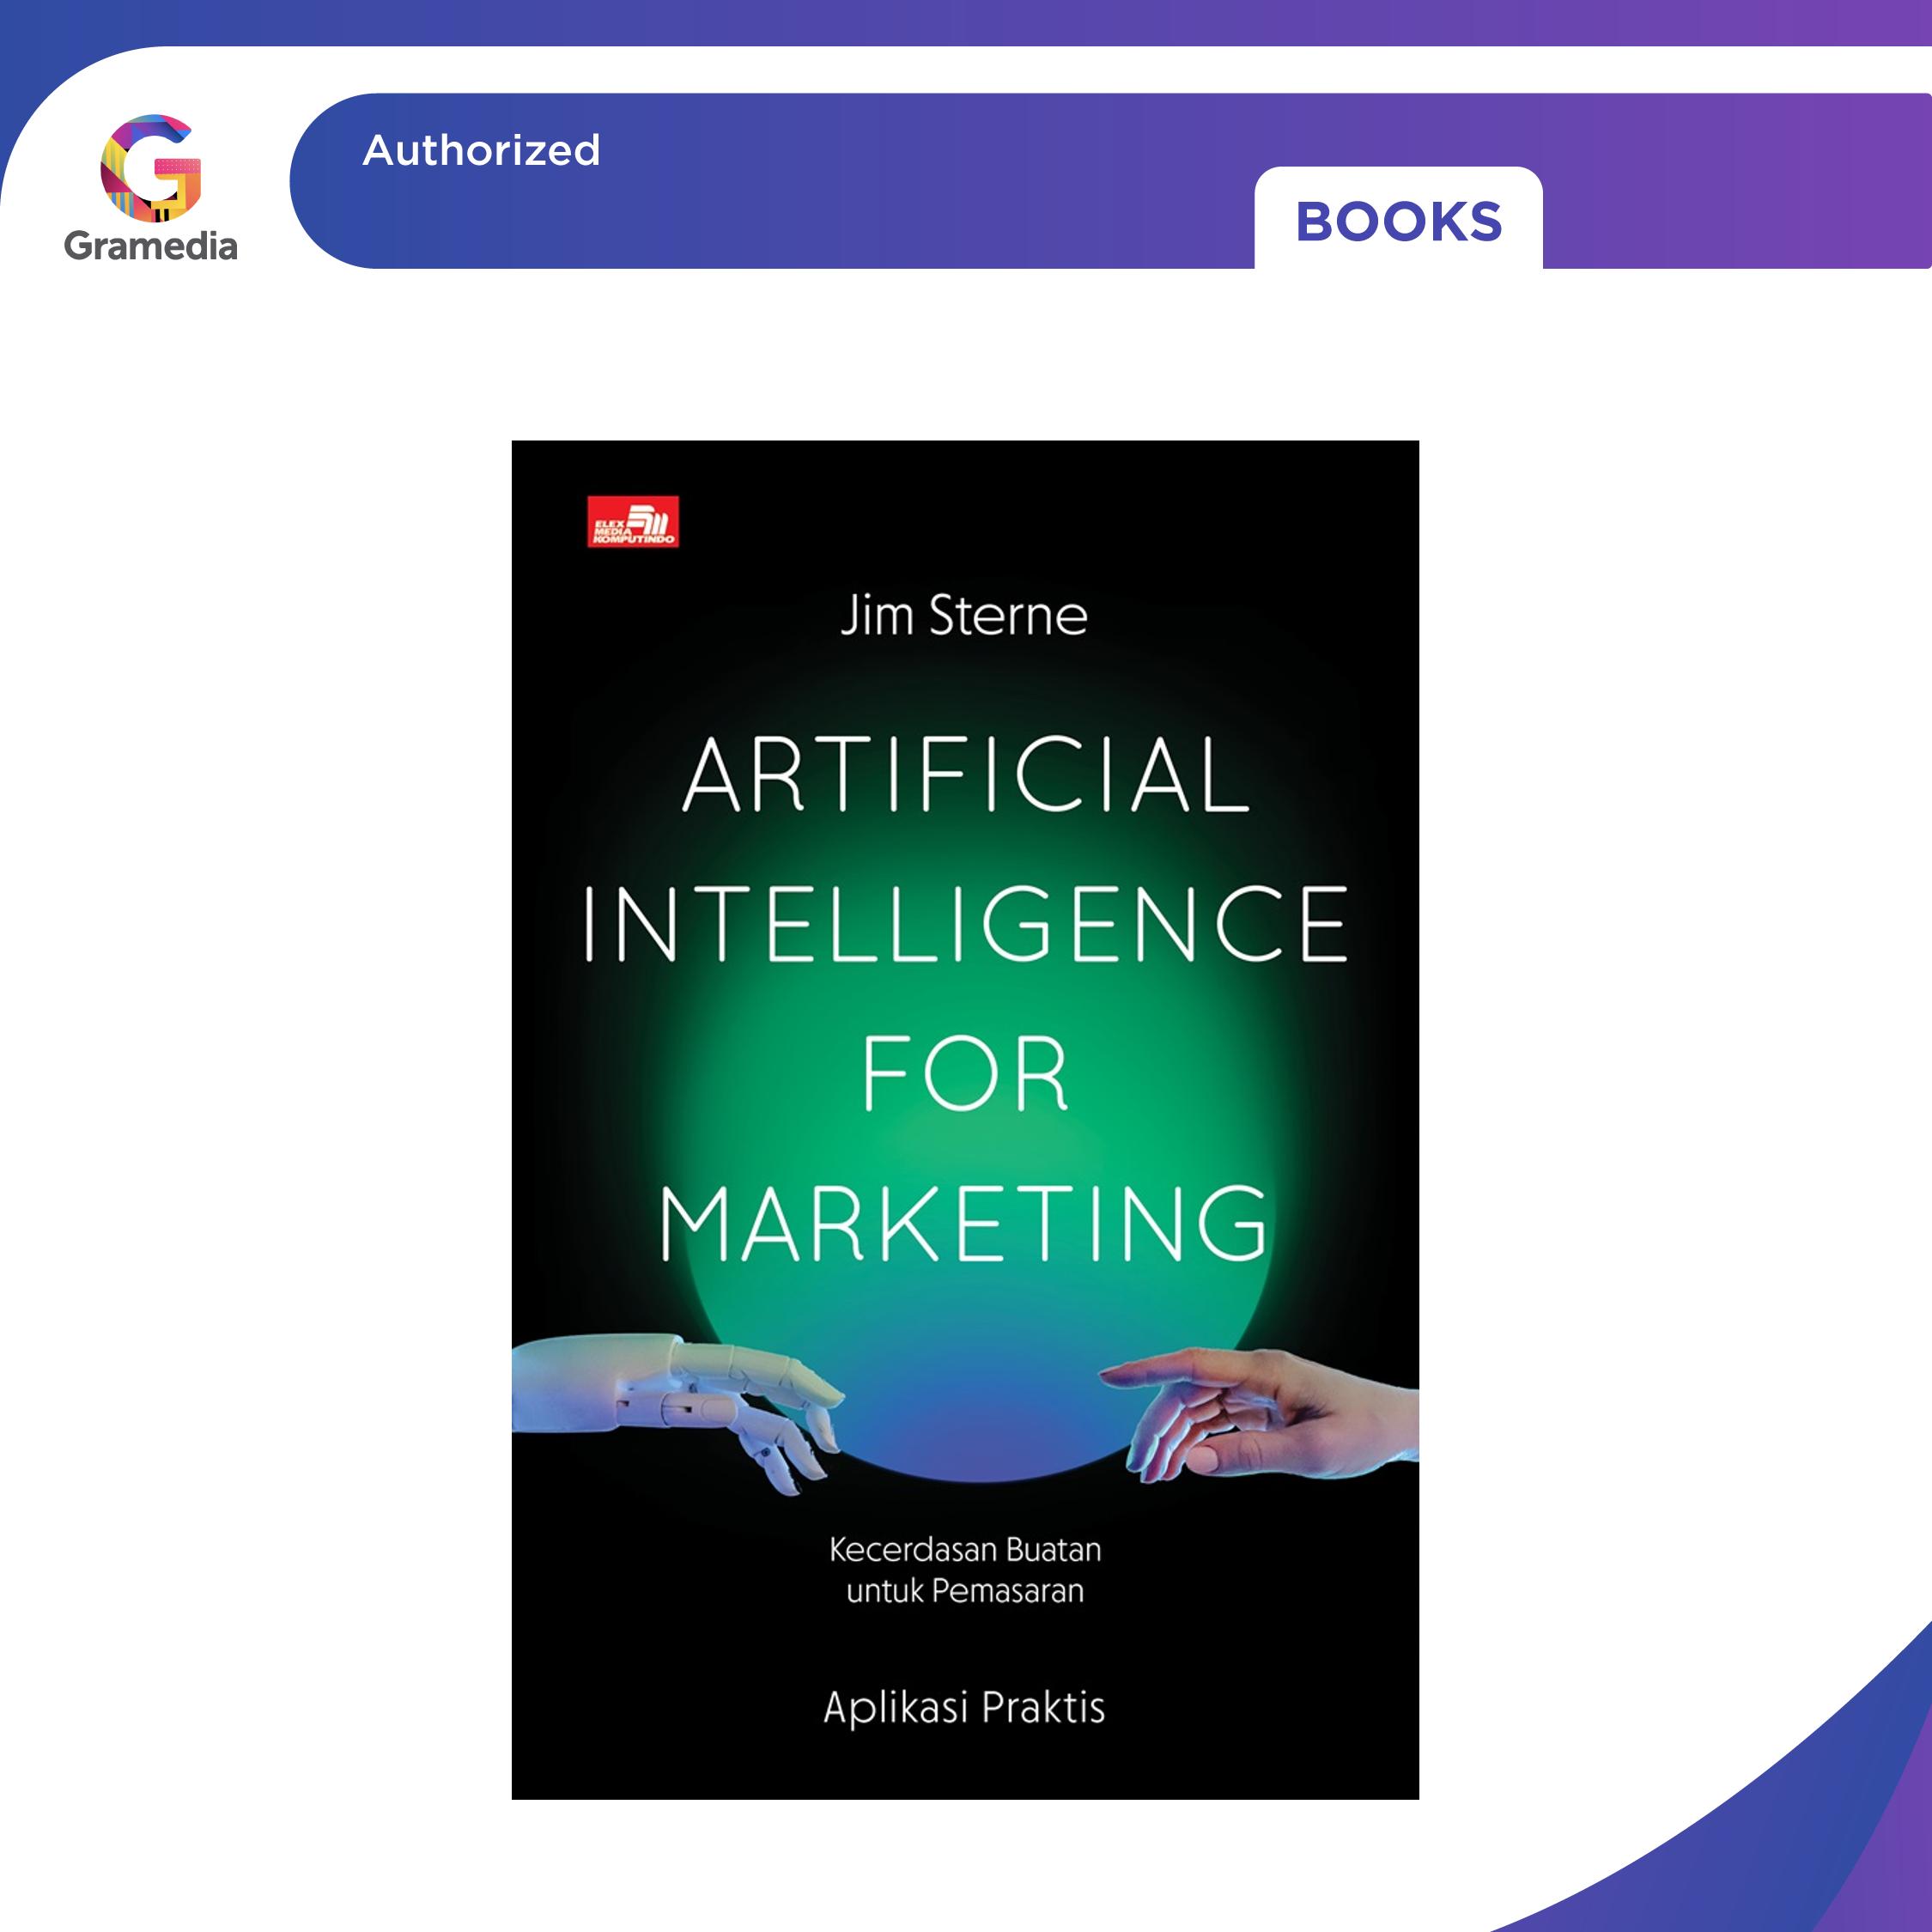 Gramedia
Authorized
BOOKS
ELEX
MEDIA
KOMPUTINDO
Jim Sterne
ARTIFICIAL
INTELLIGENCE
FOR
MARKETING
Kecerdasan Buatan
untuk Pemasaran
Aplikasi Praktis